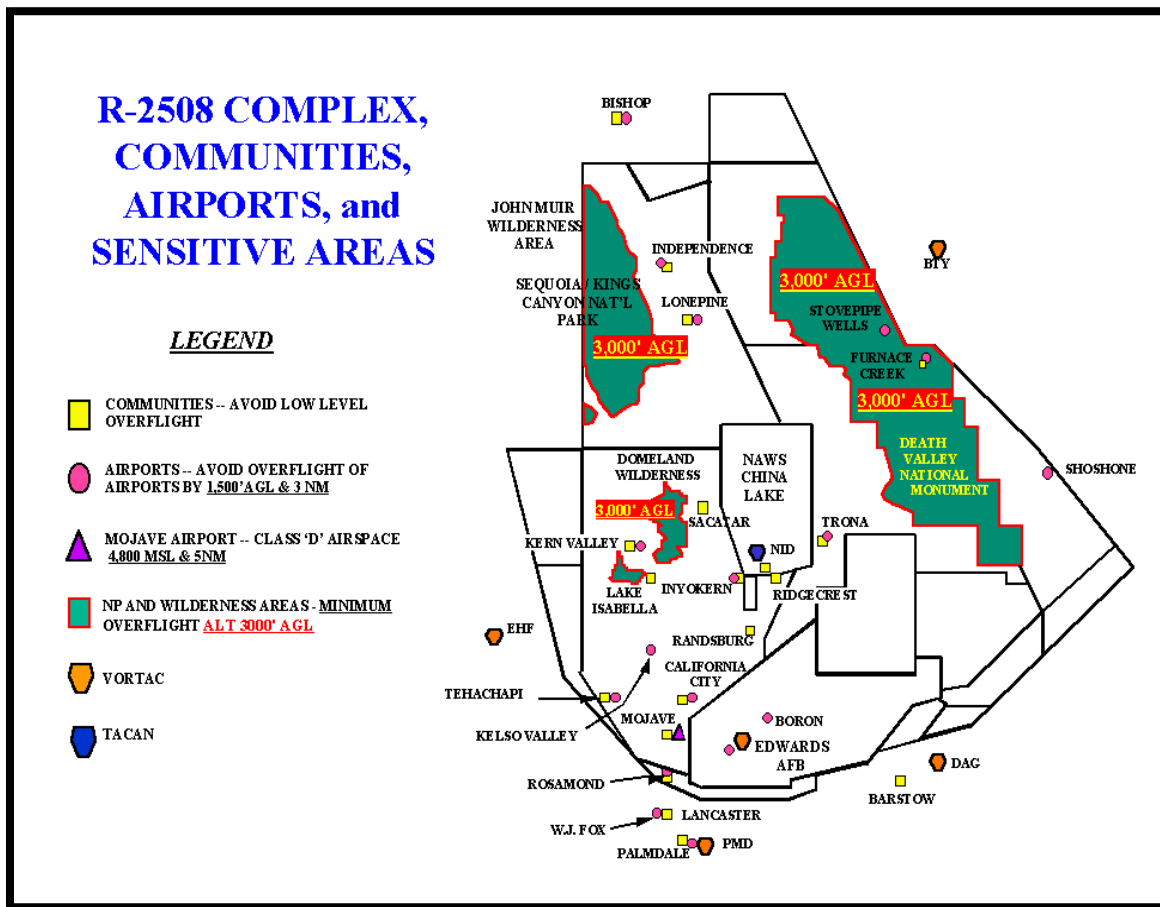 R-2508 COMPLEX,
COMMUNITIES,
AIRPORTS, and
SENSITIVE AREAS
LEGEND
COMMUNITIES -- AVOID LOW LEVEL
OVERFLIGHT
AIRPORTS -- AVOID OVERFLIGHT OF
AIRPORTS BY 1,500'AGL & 3 NM
MOJAVE AIRPORT -- CLASS 'D' AIRSPACE
4,800 MSL & 5NM
NP AND WILDERNESS AREAS - MINIMUM
OVERFLIGHT ALT 3000' AGL
VORTAC
TACAN
BISHOP
JOHN MUIR
WILDERNESS
AREA
INDEPENDENCE
SEQUOIA / KINGS
CANYON NAT'L
PARK
LONEPINE
3,000' AGL
BTY
3,000' AGL
STOVEPIPE
WELLS
FURNACE
CREEK
3,000' AGL
DEATH
VALLEY
NATIONAL
MONUMENT
SHOSHONE
DOMELAND
WILDERNESS
NAWS
CHINA
LAKE
3,000' AGL
SACATAR
TRONA
KERN VALLEY
NID
LAKE
ISABELLA
INYOKERN
RIDGECREST
EHF
RANDSBURG
CALIFORNIA
CITY
TEHACHAPI
MOJAVE
KELSO VALLEY
BORON
EDWARDS
AFB
DAG
ROSAMOND
BARSTOW
LANCASTER
W.J. FOX
PALMDALE
PMD